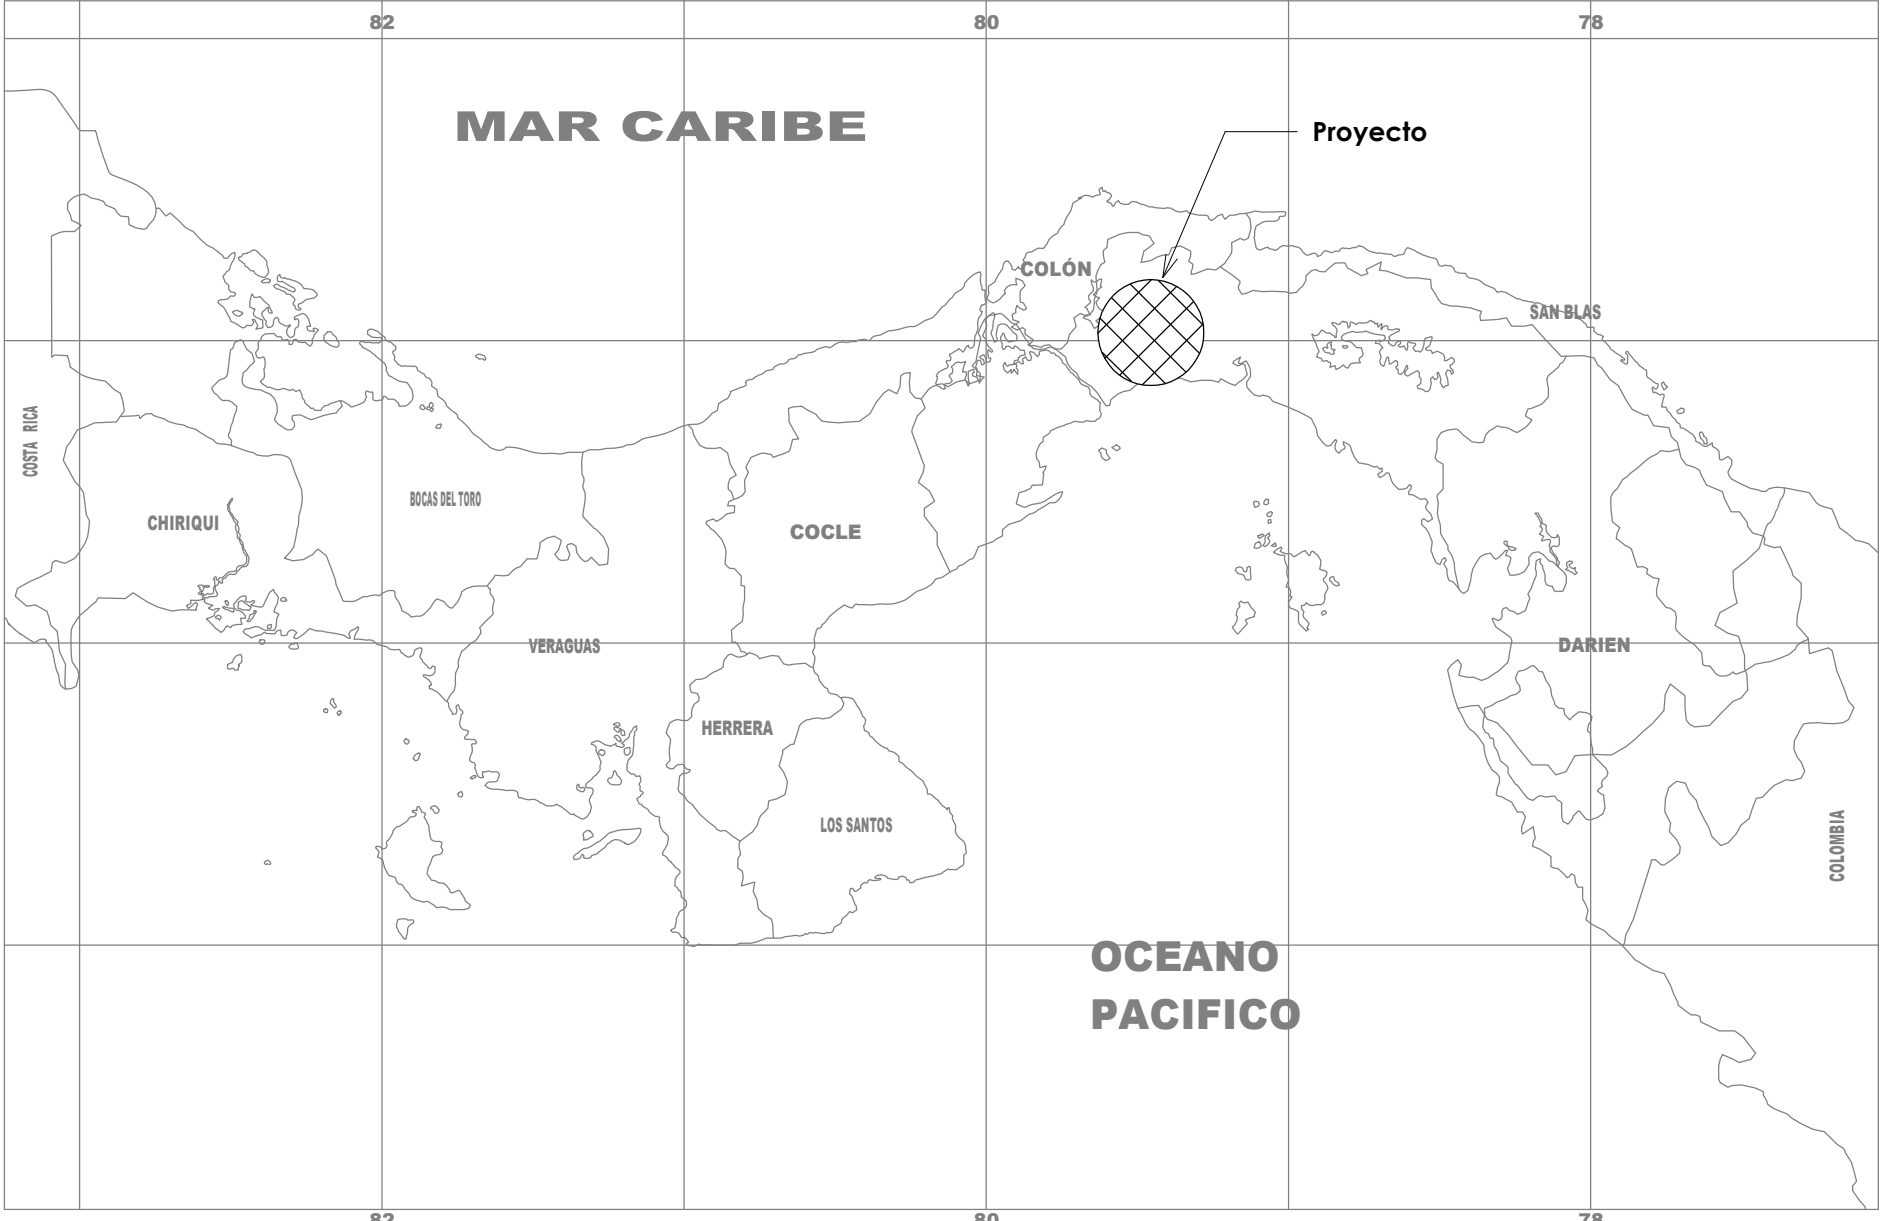 82 80 78
MAR CARIBE
Proyecto
COLÓN
SAN BLAS
COSTA RICA
BOCAS DEL TORO
CHIRIQUI
COCLE
VERAGUAS
DARIEN
HERRERA
LOS SANTOS
COLOMBIA
OCEANO
PACIFICO
82 80 78